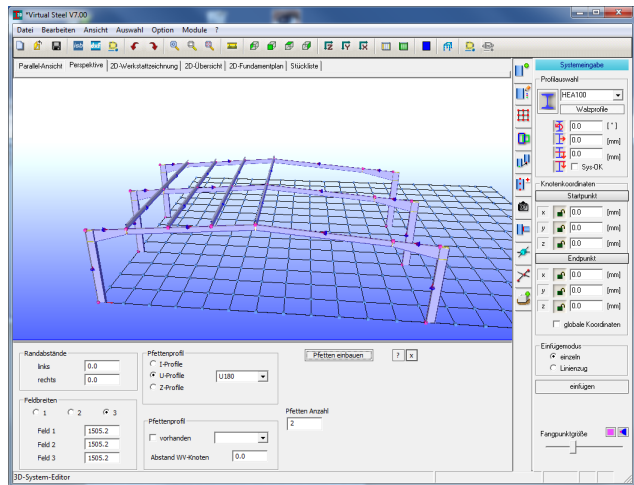 *Virtual Steel V7.00
Datei Bearbeiten Ansicht Auswahl Option Module ?
Parallel-Ansicht Perspektive 2D-Werkstattzeichnung 2D-Übersicht 2D-Fundamentplan Stückliste
Systemeingabe
Profilauswahl
HEA100
Walzprofile
0.0 [ ° ]
0.0 [mm]
0.0 [mm]
0.0 [mm]
Sys-OK
Knotenkoordinaten
Startpunkt
x 0.0 [mm]
y 0.0 [mm]
z 0.0 [mm]
Endpunkt
x 0.0 [mm]
y 0.0 [mm]
z 0.0 [mm]
globale Koordinaten
Einfügemodus
einzeln
Linienzug
einfügen
Fangpunktgröße
Randabstände
links 0.0
rechts 0.0
Feldbreiten
1 2 3
Feld 1 1505.2
Feld 2 1505.2
Feld 3 1505.2
Pfettenprofil
I-Profile
U-Profile
Z-Profile
U180
Pfettenprofil
vorhanden
Abstand WV-Knoten 0.0
Pfetten einbauen ? x
Pfetten Anzahl
2
3D-System-Editor